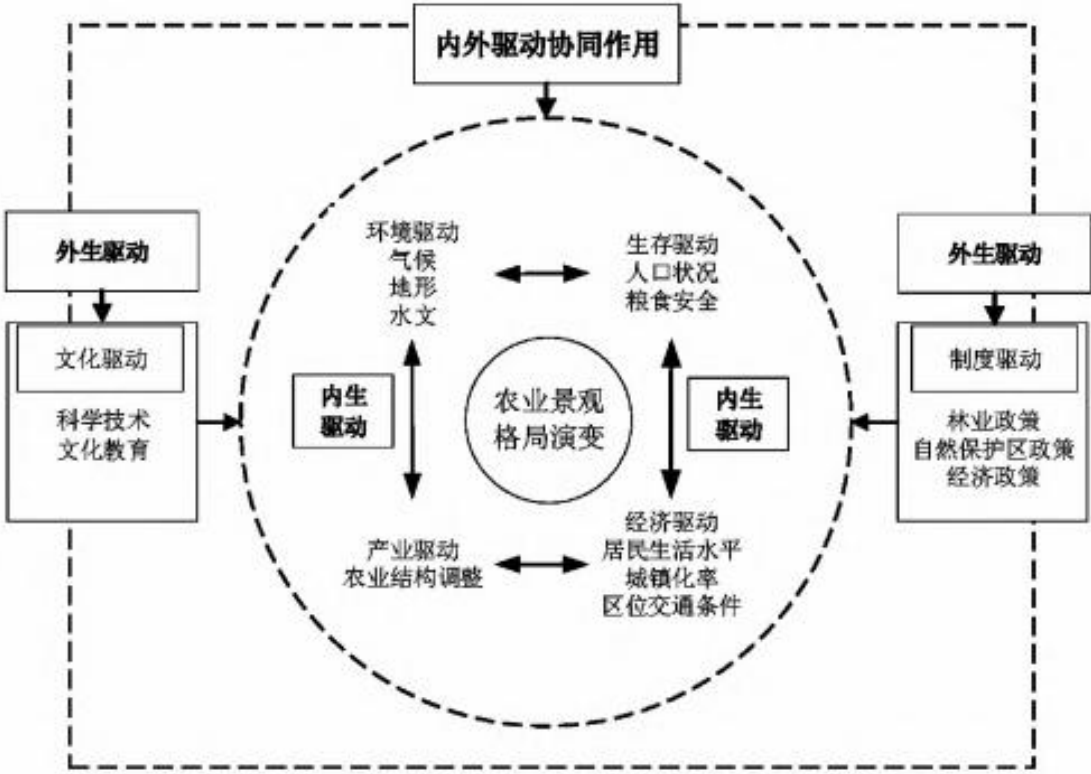 内外驱动协同作用
外生驱动
文化驱动
科学技术
文化教育
环境驱动
气候
地形
水文
生存驱动
人口状况
粮食安全
内生
驱动
农业景观
格局演变
内生
驱动
产业驱动
农业结构调整
经济驱动
居民生活水平
城镇化率
区位交通条件
外生驱动
制度驱动
林业政策
自然保护区政策
经济政策